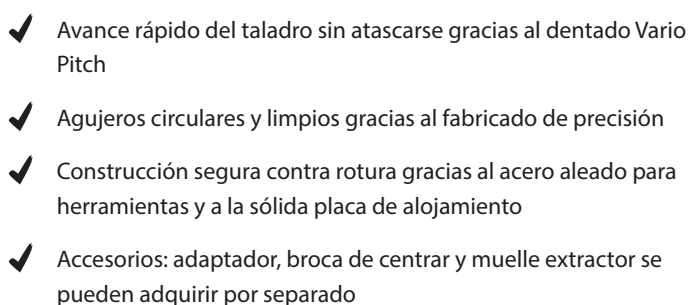 Avance rápido del taladro sin atascarse gracias al dentado Vario
Pitch
Agujeros circulares y limpios gracias al fabricado de precisión
Construcción segura contra rotura gracias al acero aleado para
herramientas y a la sólida placa de alojamiento
Accesorios: adaptador, broca de centrar y muelle extractor se
pueden adquirir por separado